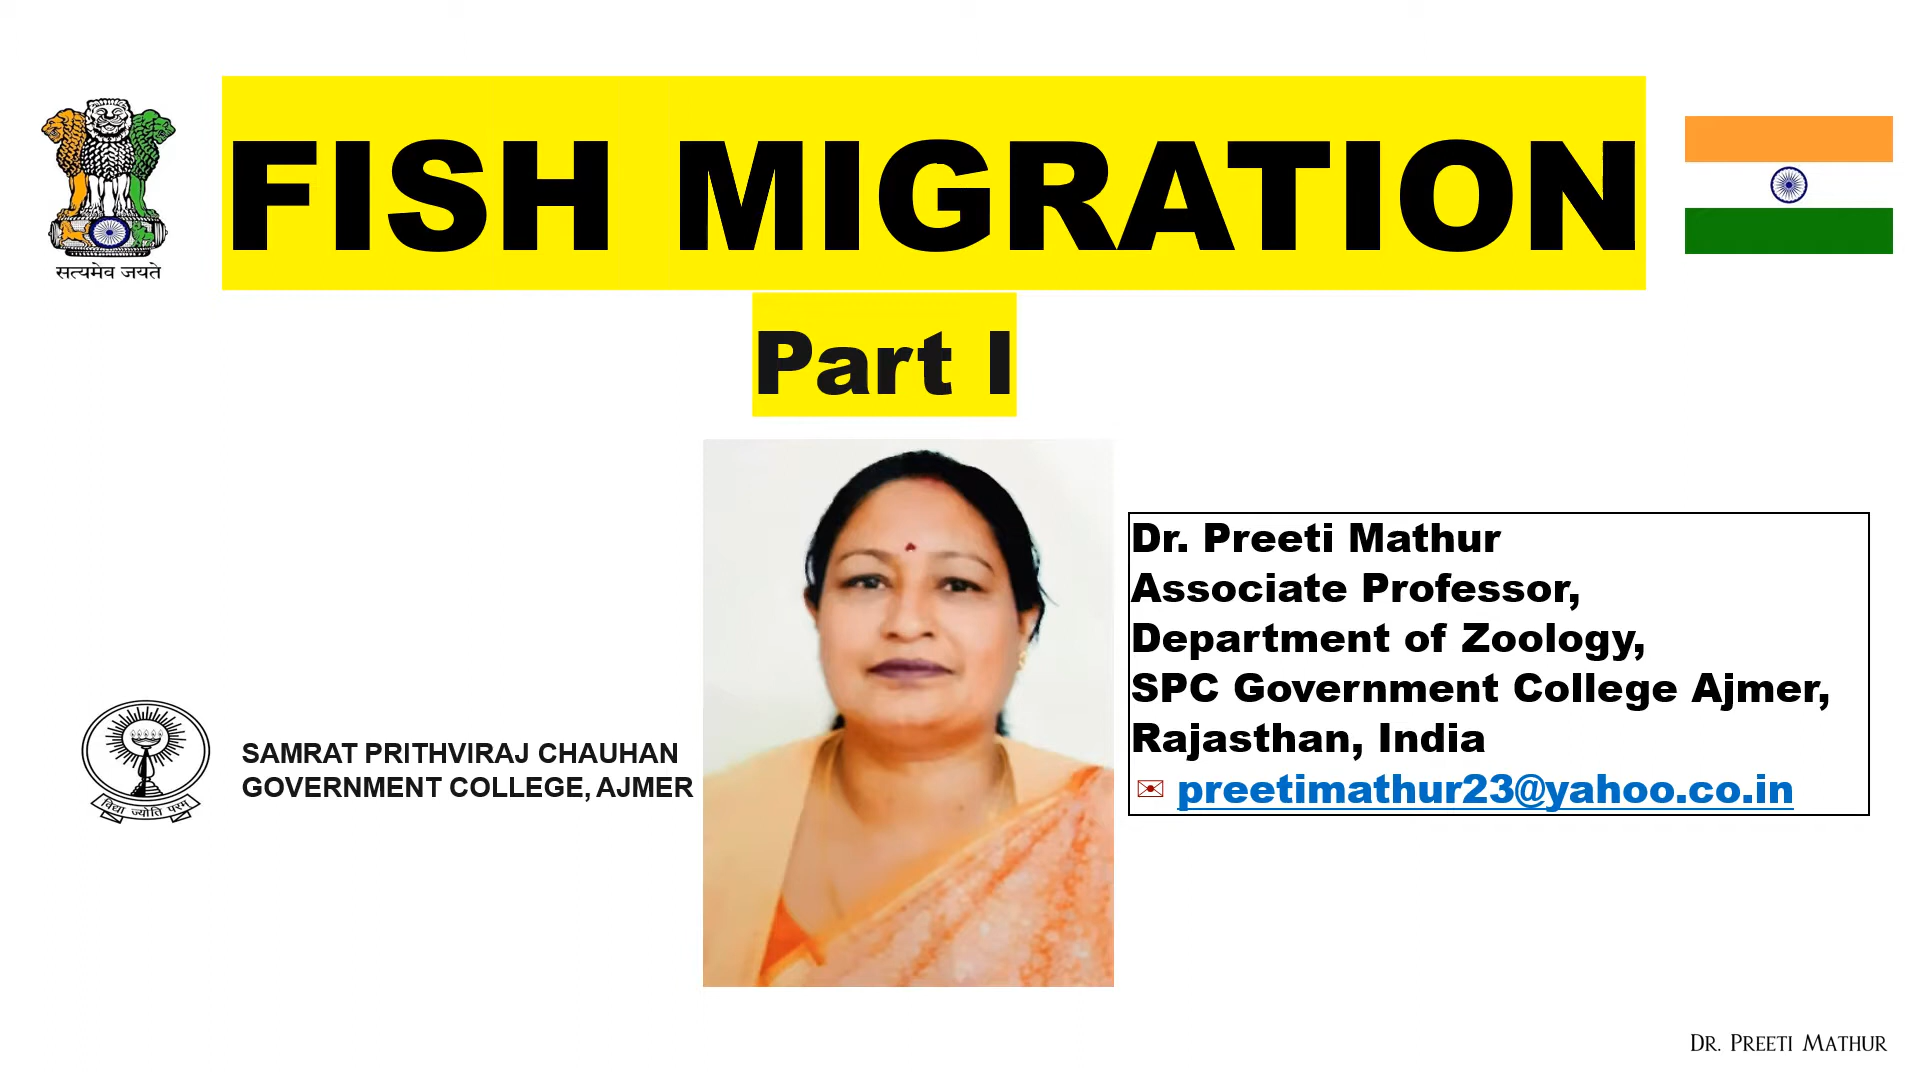 FISH MIGRATION
सत्यमेव जयते
Part I
Dr. Preeti Mathur
Associate Professor,
Department of Zoology,
SPC Government College Ajmer,
Rajasthan, India
✉ preetimathur23@yahoo.co.in
SAMRAT PRITHVIRAJ CHAUHAN
GOVERNMENT COLLEGE, AJMER
विद्या ज्योति परम्
DR. PREETI MATHUR